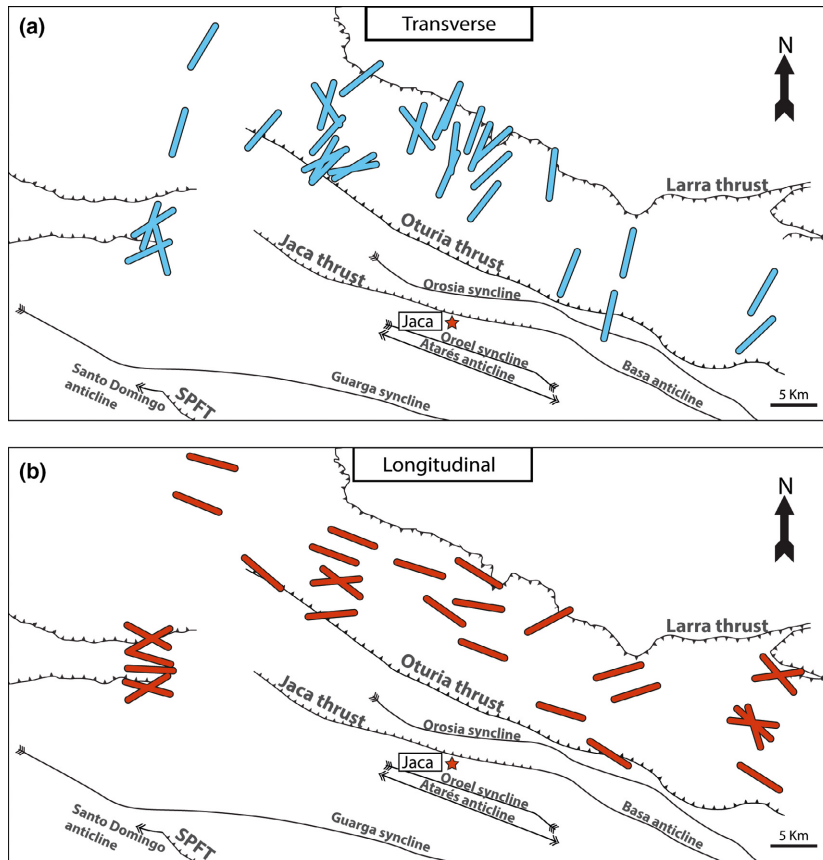 (a)
Transverse
N
Larra thrust
Oturia thrust
Jaca thrust
Orosia syncline
Jaca
Oroel syncline
Atarés anticline
Basa anticline
Guarga syncline
Santo Domingo
anticline
SPFT
5 Km
(b)
Longitudinal
N
Larra thrust
Oturia thrust
Jaca thrust
Orosia syncline
Jaca
Oroel syncline
Atarés anticline
Basa anticline
Guarga syncline
Santo Domingo
anticline
SPFT
5 Km